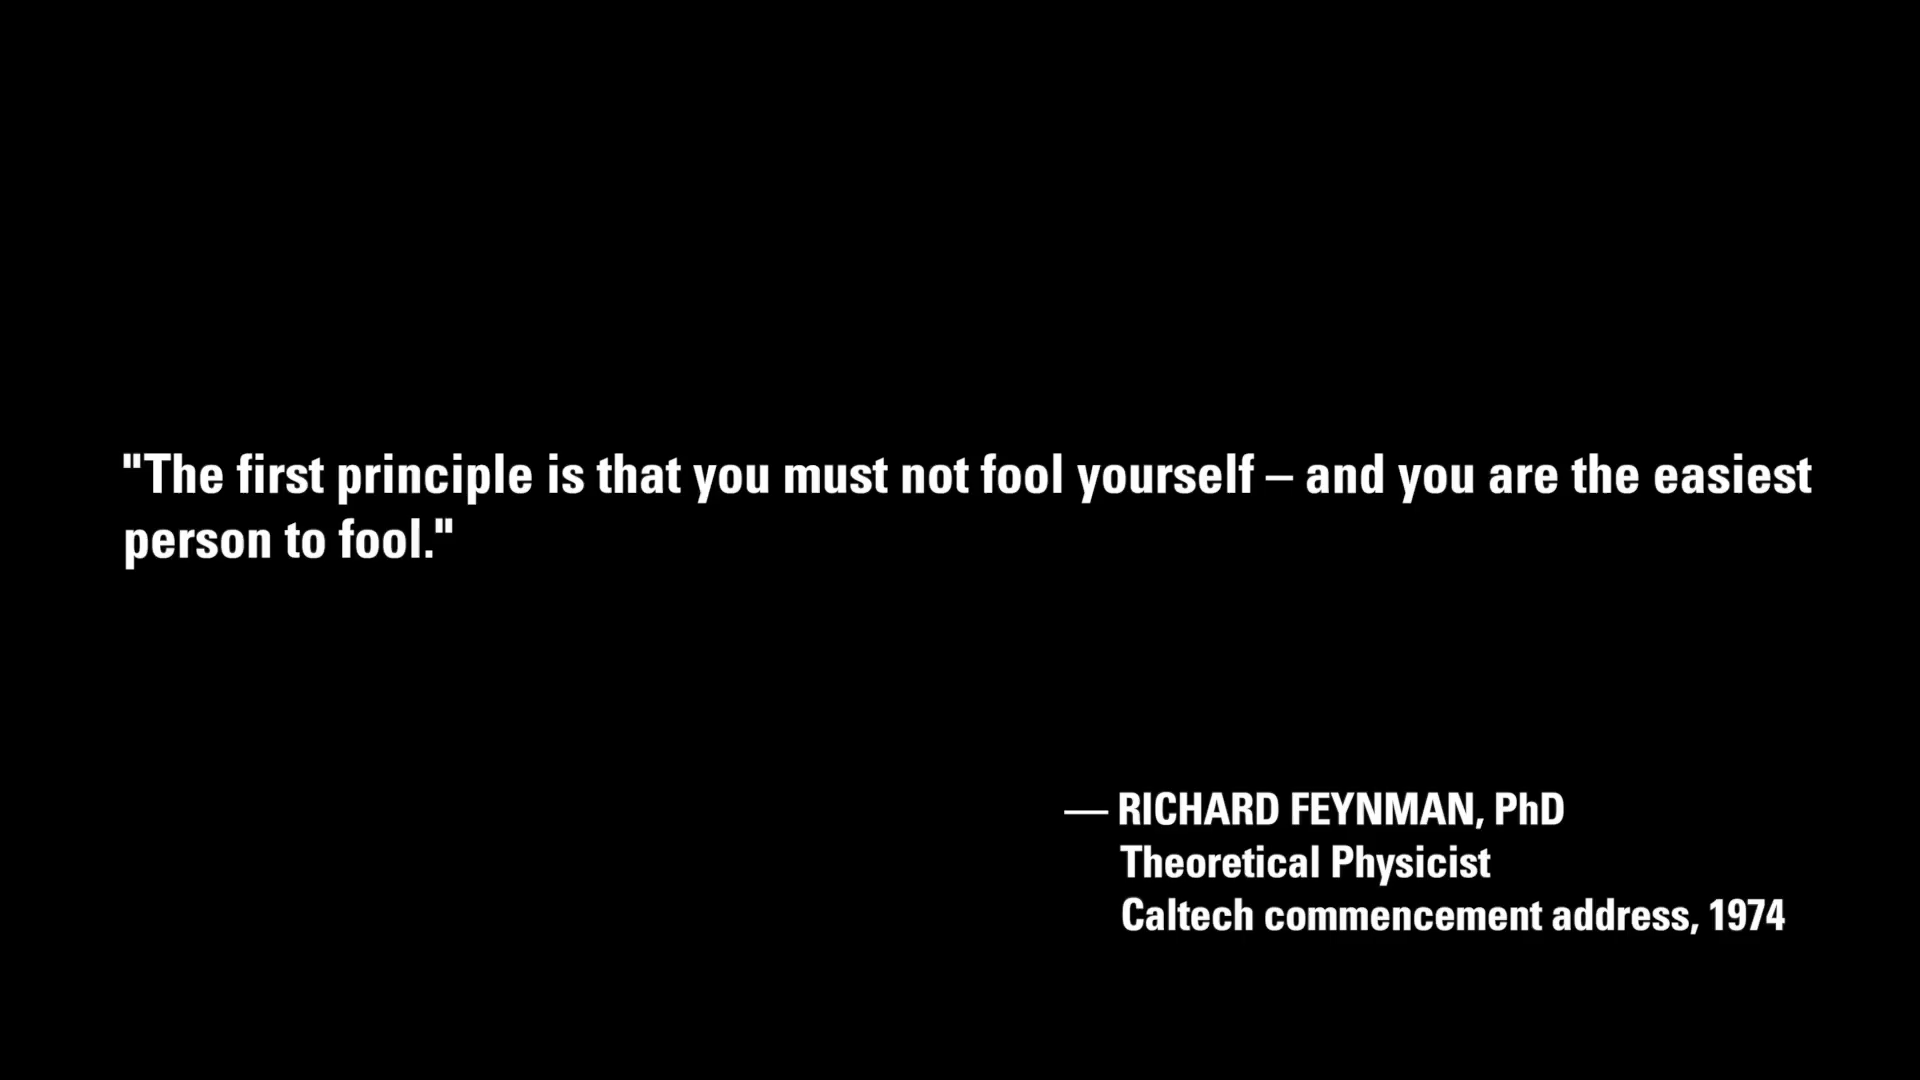 "The first principle is that you must not fool yourself – and you are the easiest
person to fool."
— RICHARD FEYNMAN, PhD
Theoretical Physicist
Caltech commencement address, 1974